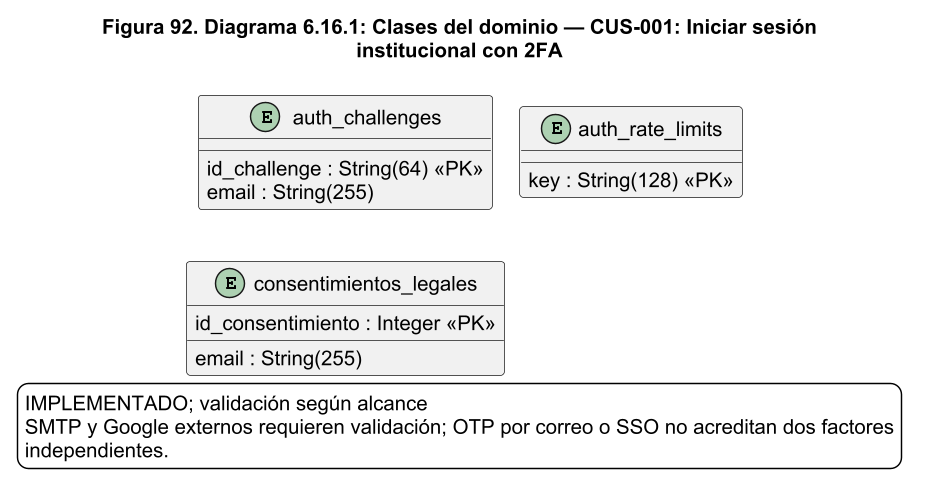 Figura 92. Diagrama 6.16.1: Clases del dominio — CUS-001: Iniciar sesión
institucional con 2FA
E auth_challenges
id_challenge : String(64) «PK»
email : String(255)
E auth_rate_limits
key : String(128) «PK»
E consentimientos_legales
id_consentimiento : Integer «PK»
email : String(255)
IMPLEMENTADO; validación según alcance
SMTP y Google externos requieren validación; OTP por correo o SSO no acreditan dos factores
independientes.